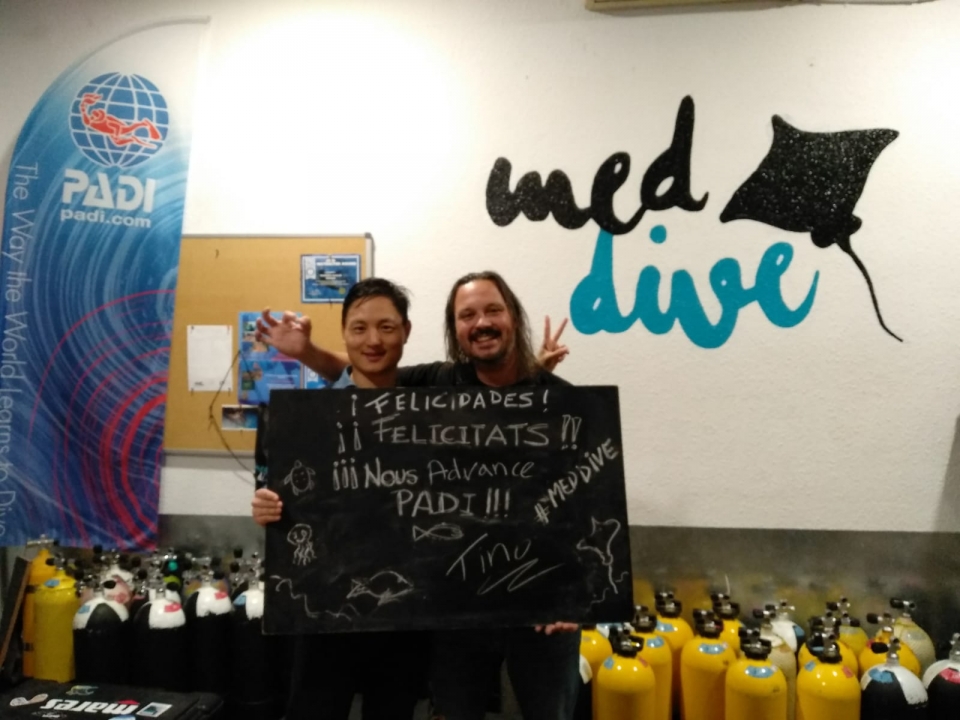 PADI
padi.com
The Way the World Learns to Dive
med
dive
¡FELICIDADES!
¡¡ FELICITATS !!
¡¡¡ Nous Advance
PADI !!!
#MEDDIVE
Tino
mares